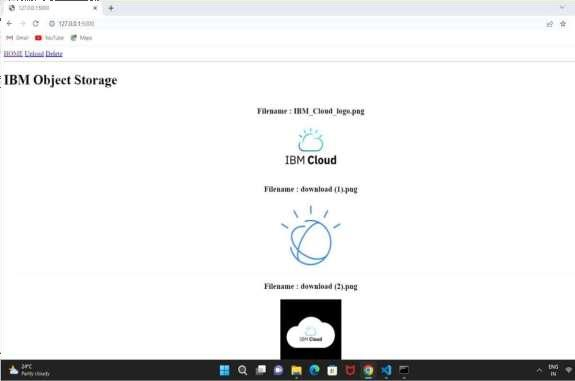 127.0.0.1:5000
127.0.0.1:5000
Gmail YouTube Maps
HOME Upload Delete
IBM Object Storage
Filename : IBM_Cloud_logo.png
IBM Cloud
Filename : download (1).png
Filename : download (2).png
IBM Cloud
24°C
Partly cloudy
ENG
IN